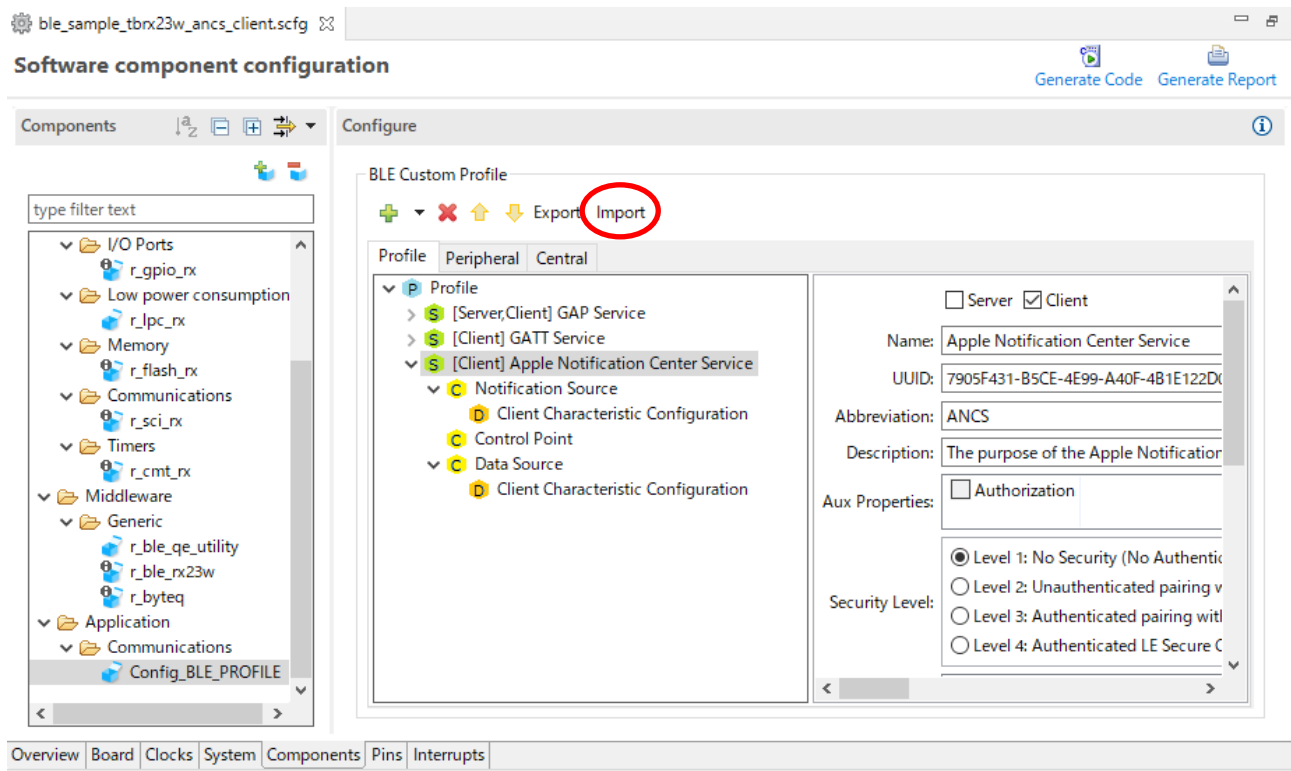 ble_sample_tbrx23w_ancs_client.scfg
Software component configuration
Generate Code Generate Report
Components
Configure
type filter text
I/O Ports
r_gpio_rx
Low power consumption
r_lpc_rx
Memory
r_flash_rx
Communications
r_sci_rx
Timers
r_cmt_rx
Middleware
Generic
r_ble_qe_utility
r_ble_rx23w
r_byteq
Application
Communications
Config_BLE_PROFILE
BLE Custom Profile
Export Import
Profile Peripheral Central
Profile
[Server,Client] GAP Service
[Client] GATT Service
[Client] Apple Notification Center Service
Notification Source
Client Characteristic Configuration
Control Point
Data Source
Client Characteristic Configuration
Server Client
Name: Apple Notification Center Service
UUID: 7905F431-B5CE-4E99-A40F-4B1E122D
Abbreviation: ANCS
Description: The purpose of the Apple Notification
Aux Properties: Authorization
Security Level:
Level 1: No Security (No Authentic
Level 2: Unauthenticated pairing w
Level 3: Authenticated pairing with
Level 4: Authenticated LE Secure C
Overview Board Clocks System Components Pins Interrupts